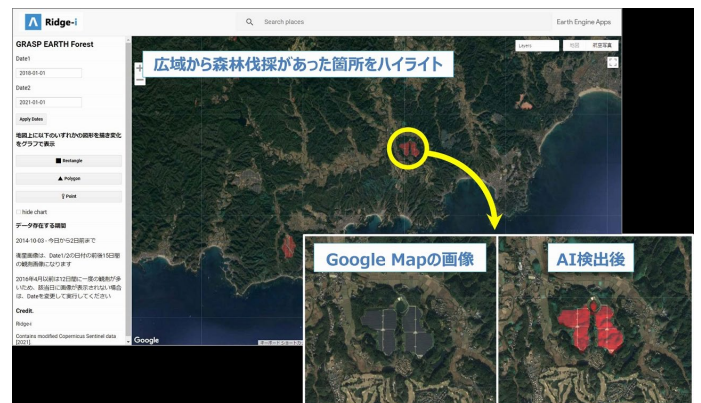 Ridge-i
Search places
Earth Engine Apps
GRASP EARTH Forest
Date1
2018-01-01
Date2
2021-01-01
Apply Dates
地図上に以下のいずれかの図形を描き変化
をグラフで表示
Rectangle
Polygon
Point
hide chart
データ存在する期間
2014-10-03 - 今日から2日前まで
衛星画像は、Date1/2の日付の前後15日間
の観測画像になります
2016年4月以前は12日間に一度の観測が多
いため、該当日に画像が表示されない場合
は、Dateを変更して実行してください
Credit.
Ridge-i
Contains modified Copernicus Sentinel data
[2021].
広域から森林伐採があった箇所をハイライト
+
−
Layers
地図
航空写真
Google
キーボード ショートカ
Google Mapの画像
AI検出後